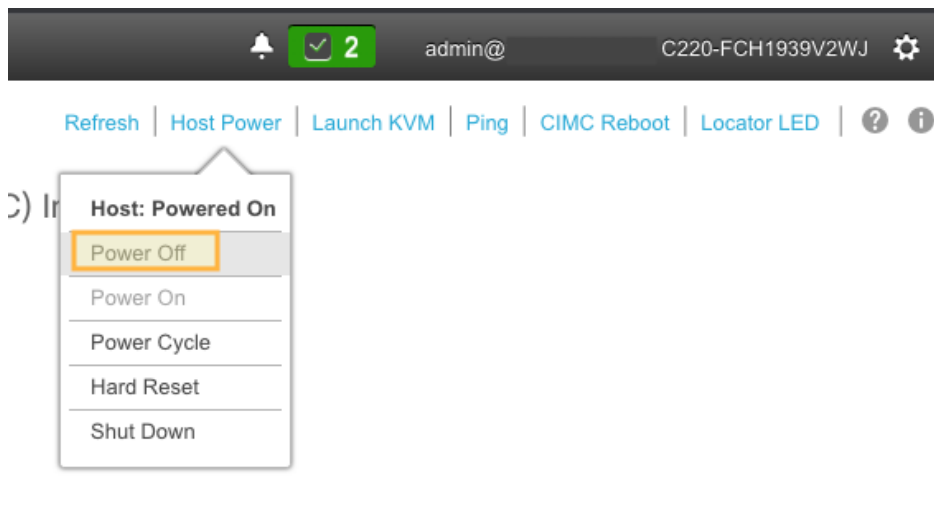 2 admin@ C220-FCH1939V2WJ
Refresh Host Power Launch KVM Ping CIMC Reboot Locator LED ? i
C) In
Host: Powered On
Power Off
Power On
Power Cycle
Hard Reset
Shut Down